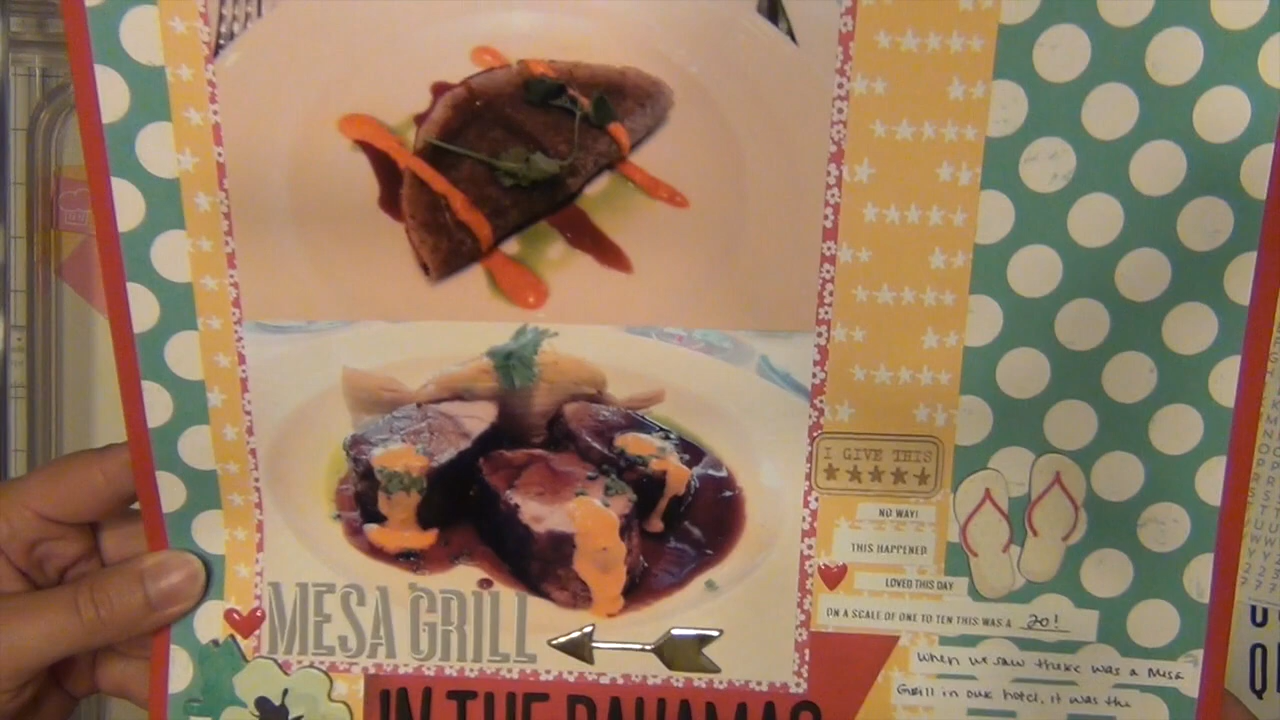 I GIVE THIS
NO WAY!
THIS HAPPENED
LOVED THIS DAY
ON A SCALE OF ONE TO TEN THIS WAS A 20!
MESA GRILL
IN THE BAHAMAS
When we saw there was a Mesa
Grill in our hotel, it was the